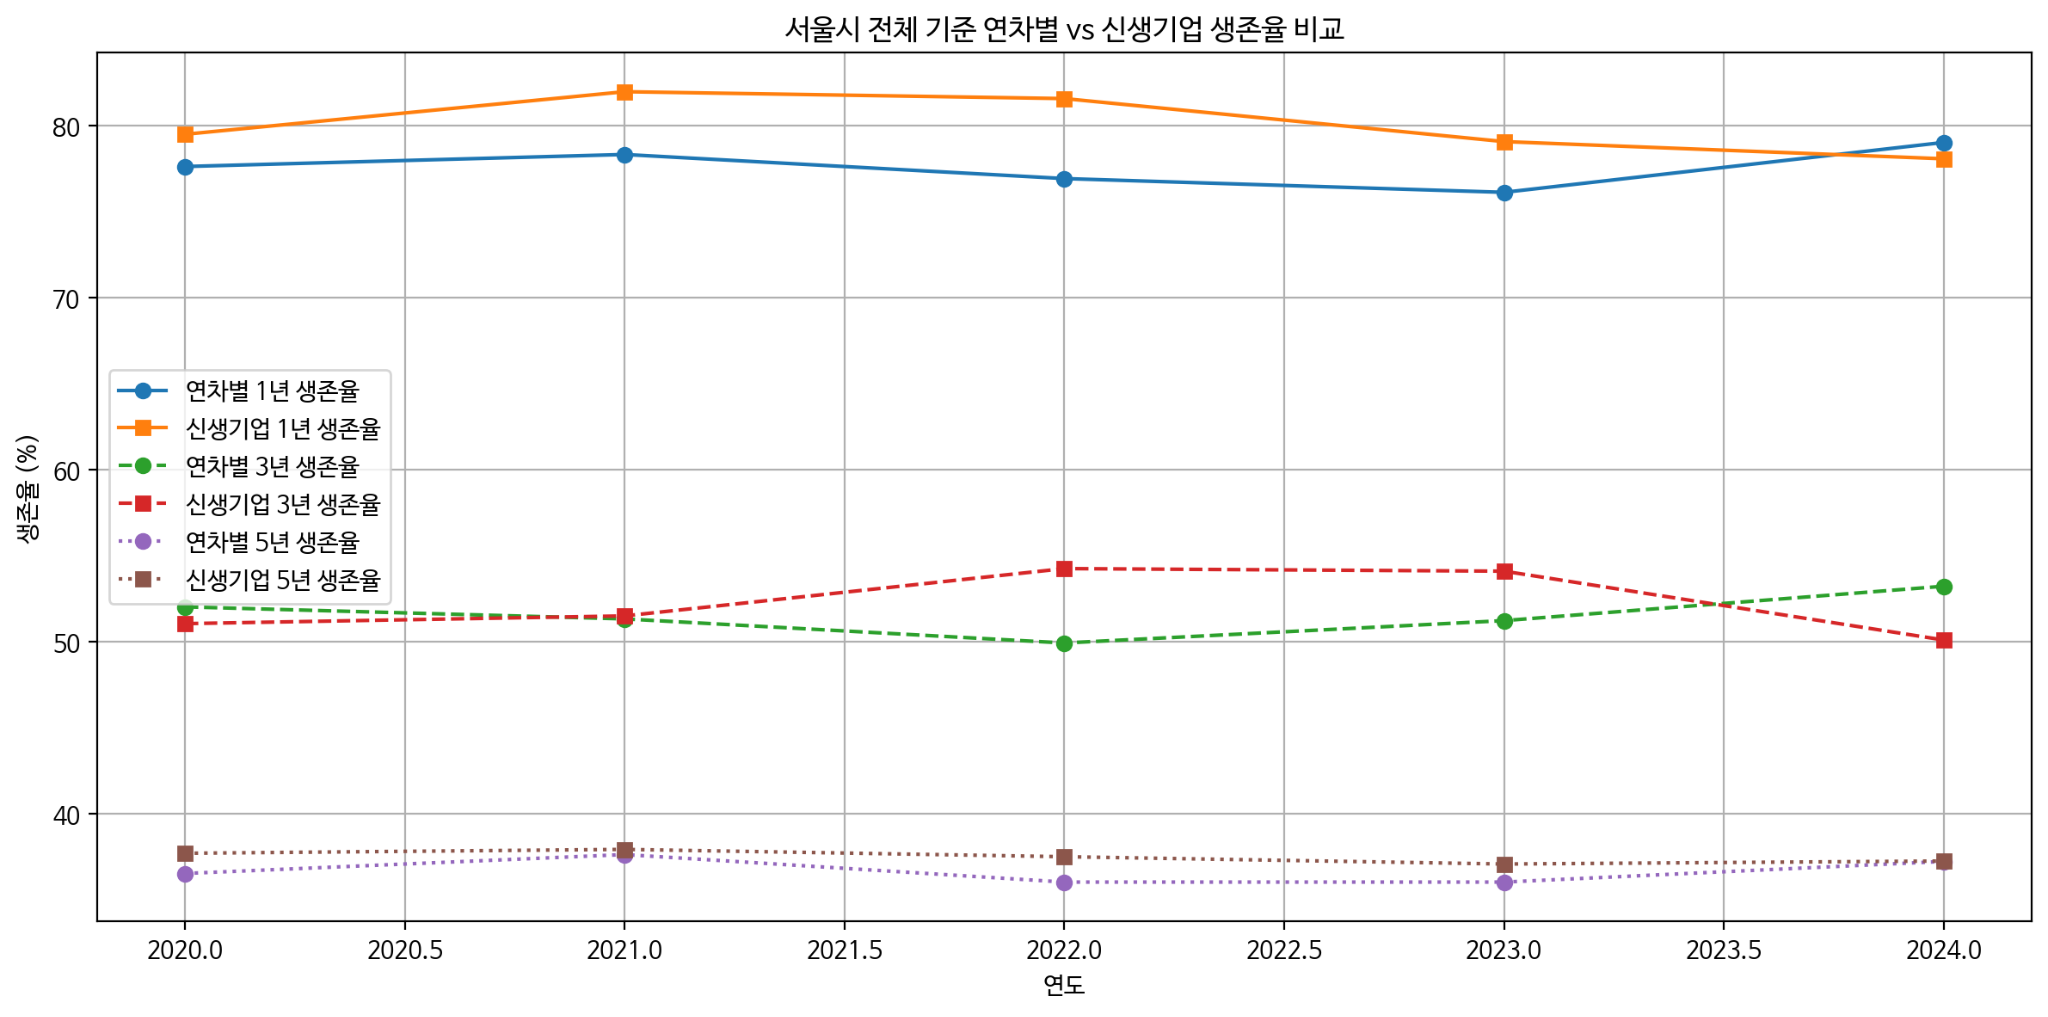 서울시 전체 기준 연차별 vs 신생기업 생존율 비교
생존율 (%)
80
70
60
50
40
연차별 1년 생존율
신생기업 1년 생존율
연차별 3년 생존율
신생기업 3년 생존율
연차별 5년 생존율
신생기업 5년 생존율
2020.0 2020.5 2021.0 2021.5 2022.0 2022.5 2023.0 2023.5 2024.0
연도